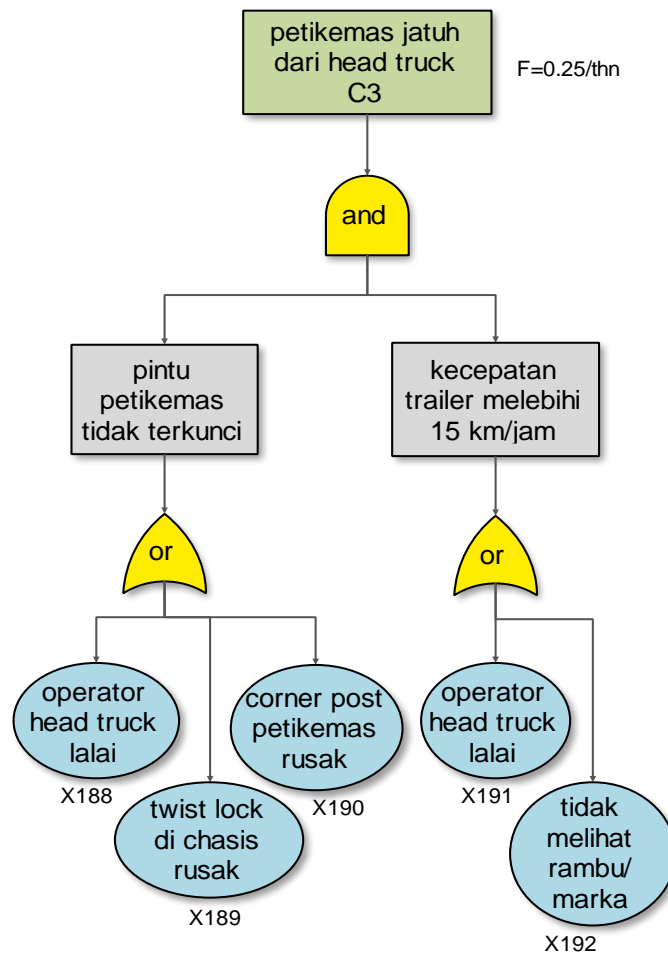 petikemas jatuh
dari head truck
C3
F=0.25/thn
and
pintu
petikemas
tidak terkunci
kecepatan
trailer melebihi
15 km/jam
or
or
operator
head truck
lalai
X188
twist lock
di chasis
rusak
X189
corner post
petikemas
rusak
X190
operator
head truck
lalai
X191
tidak
melihat
rambu/
marka
X192